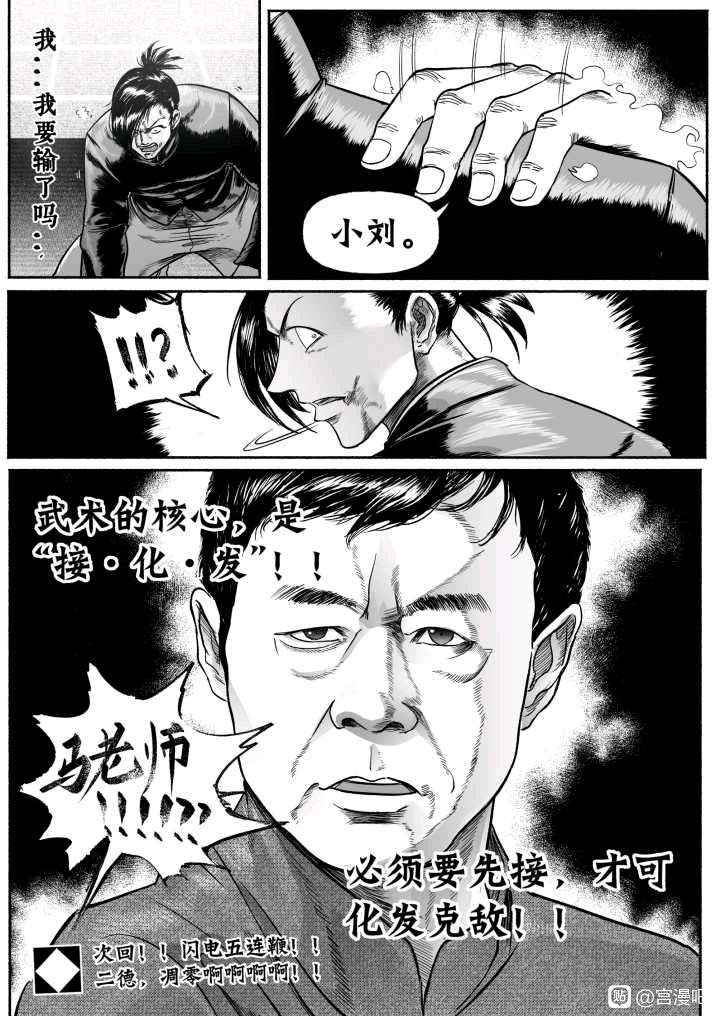 我...我要输了吗...
小刘。
!!?
武术的核心，是
“接·化·发”！！
马老师
!!!!??
必须要先接，才可
化发克敌！！
次回！！闪电五连鞭！！
二德，凋零啊啊啊啊！！
贴 @宫漫吧